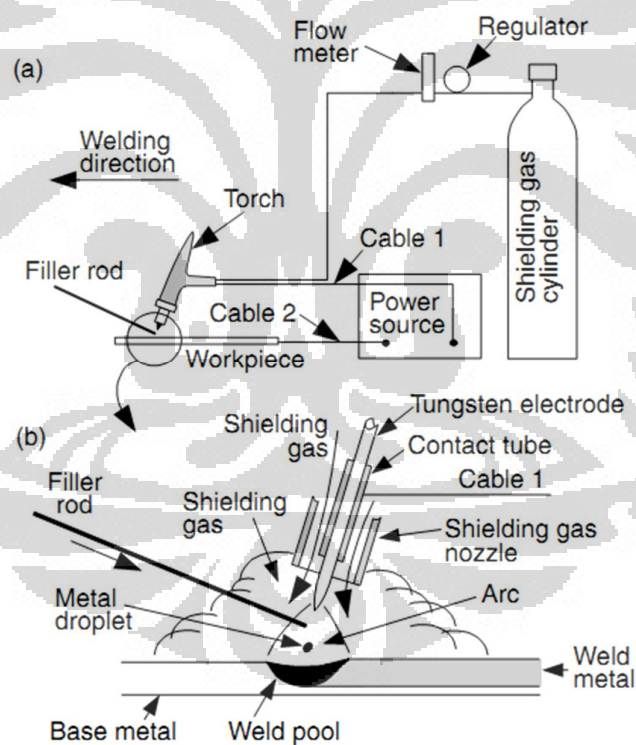 (a)
Flow
meter
Regulator
Welding
direction
Torch
Shielding gas
cylinder
Cable 1
Filler rod
Cable 2
Power
source
Workpiece
(b)
Tungsten electrode
Shielding
gas
Contact tube
Cable 1
Filler
rod
Shielding
gas
Shielding gas
nozzle
Metal
droplet
Arc
Weld
metal
Base metal
Weld pool